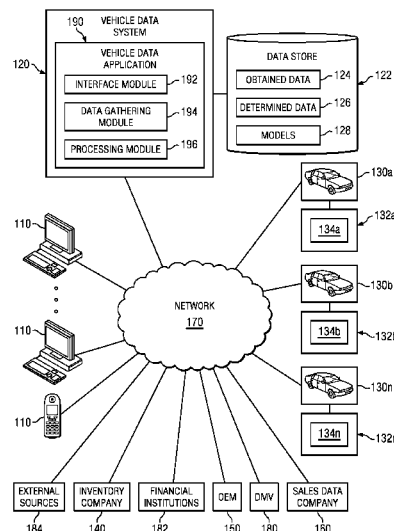 VEHICLE DATA
SYSTEM
190
VEHICLE DATA
APPLICATION
120
INTERFACE MODULE
192
DATA GATHERING
MODULE
194
PROCESSING MODULE
196
DATA STORE
OBTAINED DATA
124
DETERMINED DATA
126
122
MODELS
128
130a
134a
132a
110
130b
134b
NETWORK
170
110
130n
110
134n
EXTERNAL
SOURCES
INVENTORY
COMPANY
FINANCIAL
INSTITUTIONS
OEM
DMV
SALES DATA
COMPANY
184
140
182
150
180
160